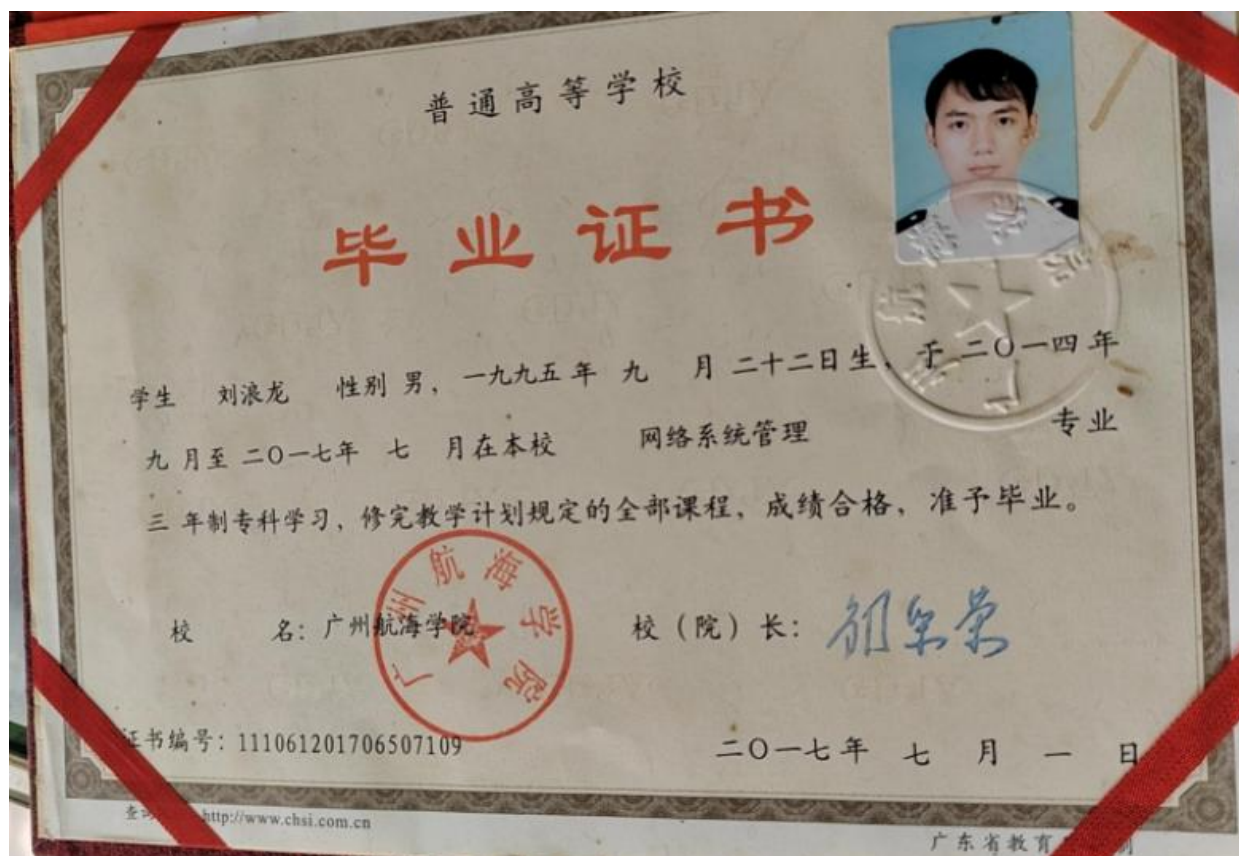 普通高等学校
毕业证书
学生 刘浪龙 性别 男，一九九五年 九 月 二十二日生，于 二〇一四年
九 月至 二〇一七年 七 月在本校 网络系统管理 专业
三 年制专科学习，修完教学计划规定的全部课程，成绩合格，准予毕业。
校 名：广州航海学院 校（院）长：
广州航海学院
证书编号：111061201706507109 二〇一七年 七 月 一 日
http://www.chsi.com.cn
广东省教育